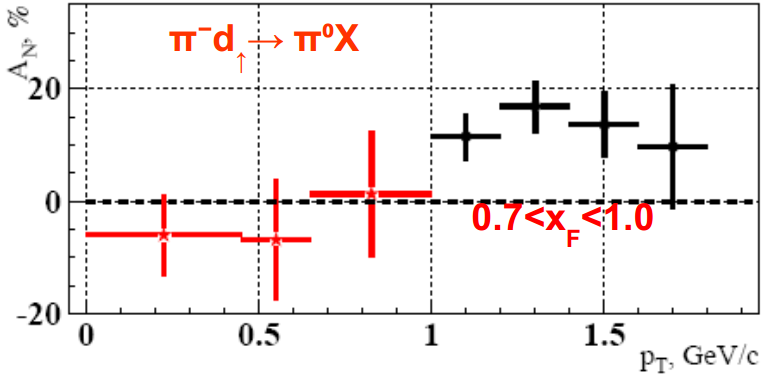 A_N, %
π⁻d↑ → π⁰X
20
0
0.7<x_F<1.0
-20
0
0.5
1
1.5
p_T, GeV/c